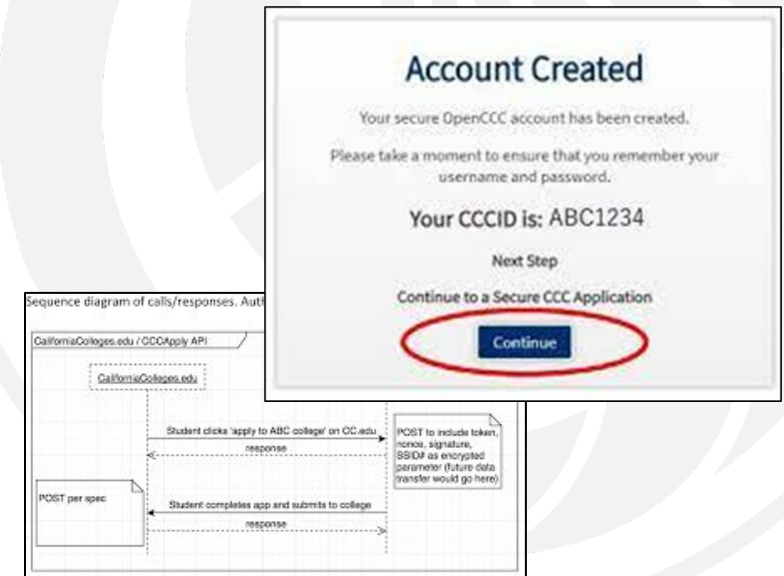 Account Created
Your secure OpenCCC account has been created.
Please take a moment to ensure that you remember your
username and password.
Your CCCID is: ABC1234
Next Step
Continue to a Secure CCC Application
Continue
Sequence diagram of calls/responses.
CaliforniaColleges.edu / CCCApply API
CaliforniaColleges.edu
Student clicks 'apply to ABC college' on CC.edu
response
POST to include token,
nonce, signature,
SSID# as encrypted
parameter (future data
transfer would go here)
POST per spec
Student completes app and submits to college
response